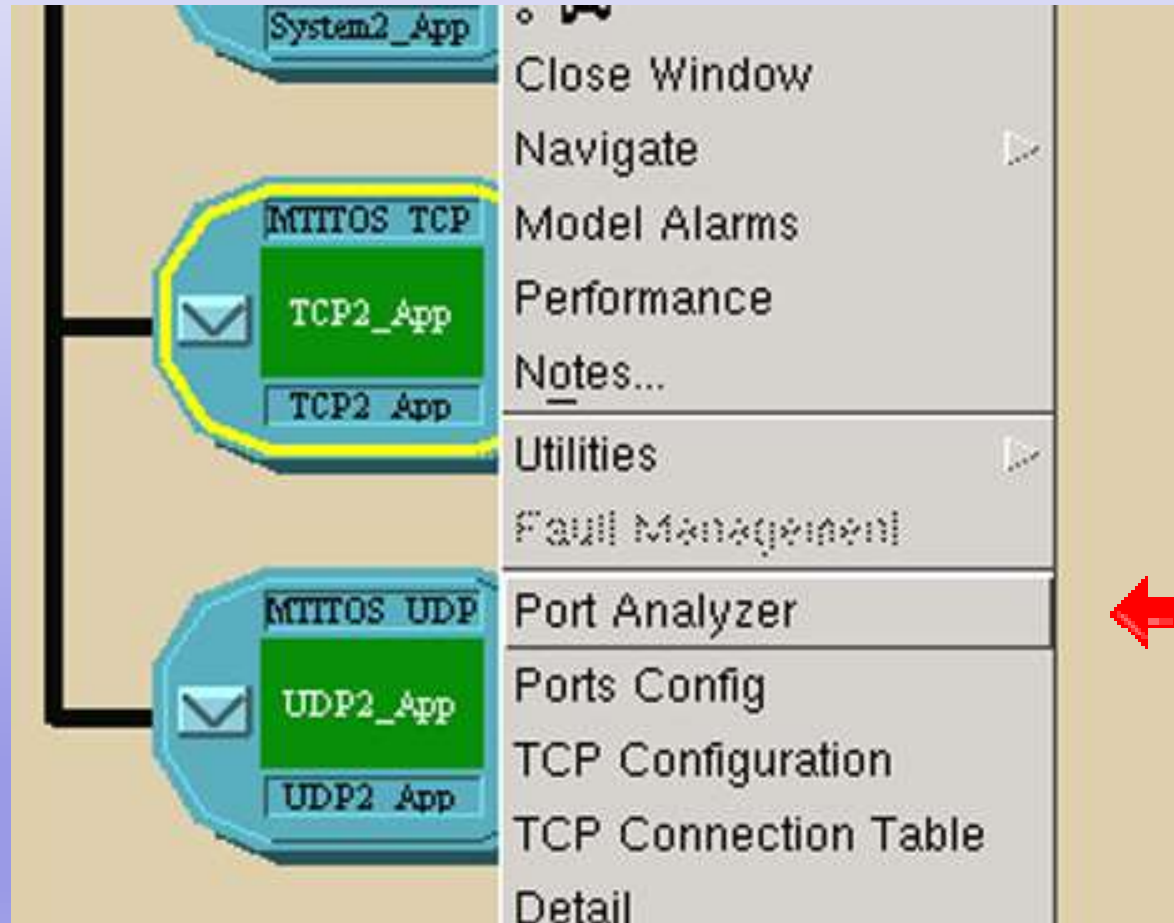 System2_App
MTITOS TCP
TCP2_App
TCP2 App
MTITOS UDP
UDP2_App
UDP2 App
Close Window
Navigate
Model Alarms
Performance
Notes...
Utilities
Fault Management
Port Analyzer
Ports Config
TCP Configuration
TCP Connection Table
Detail